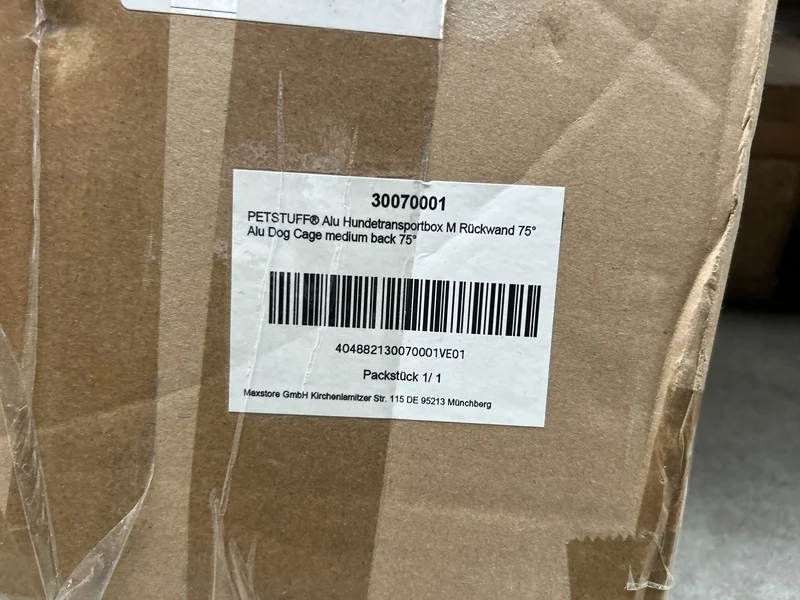 30070001
PETSTUFF® Alu Hundetransportbox M Rückwand 75°
Alu Dog Cage medium back 75°
404882130070001VE01
Packstück 1/ 1
Maxstore GmbH Kirchenlamitzer Str. 115 DE 95213 Münchberg